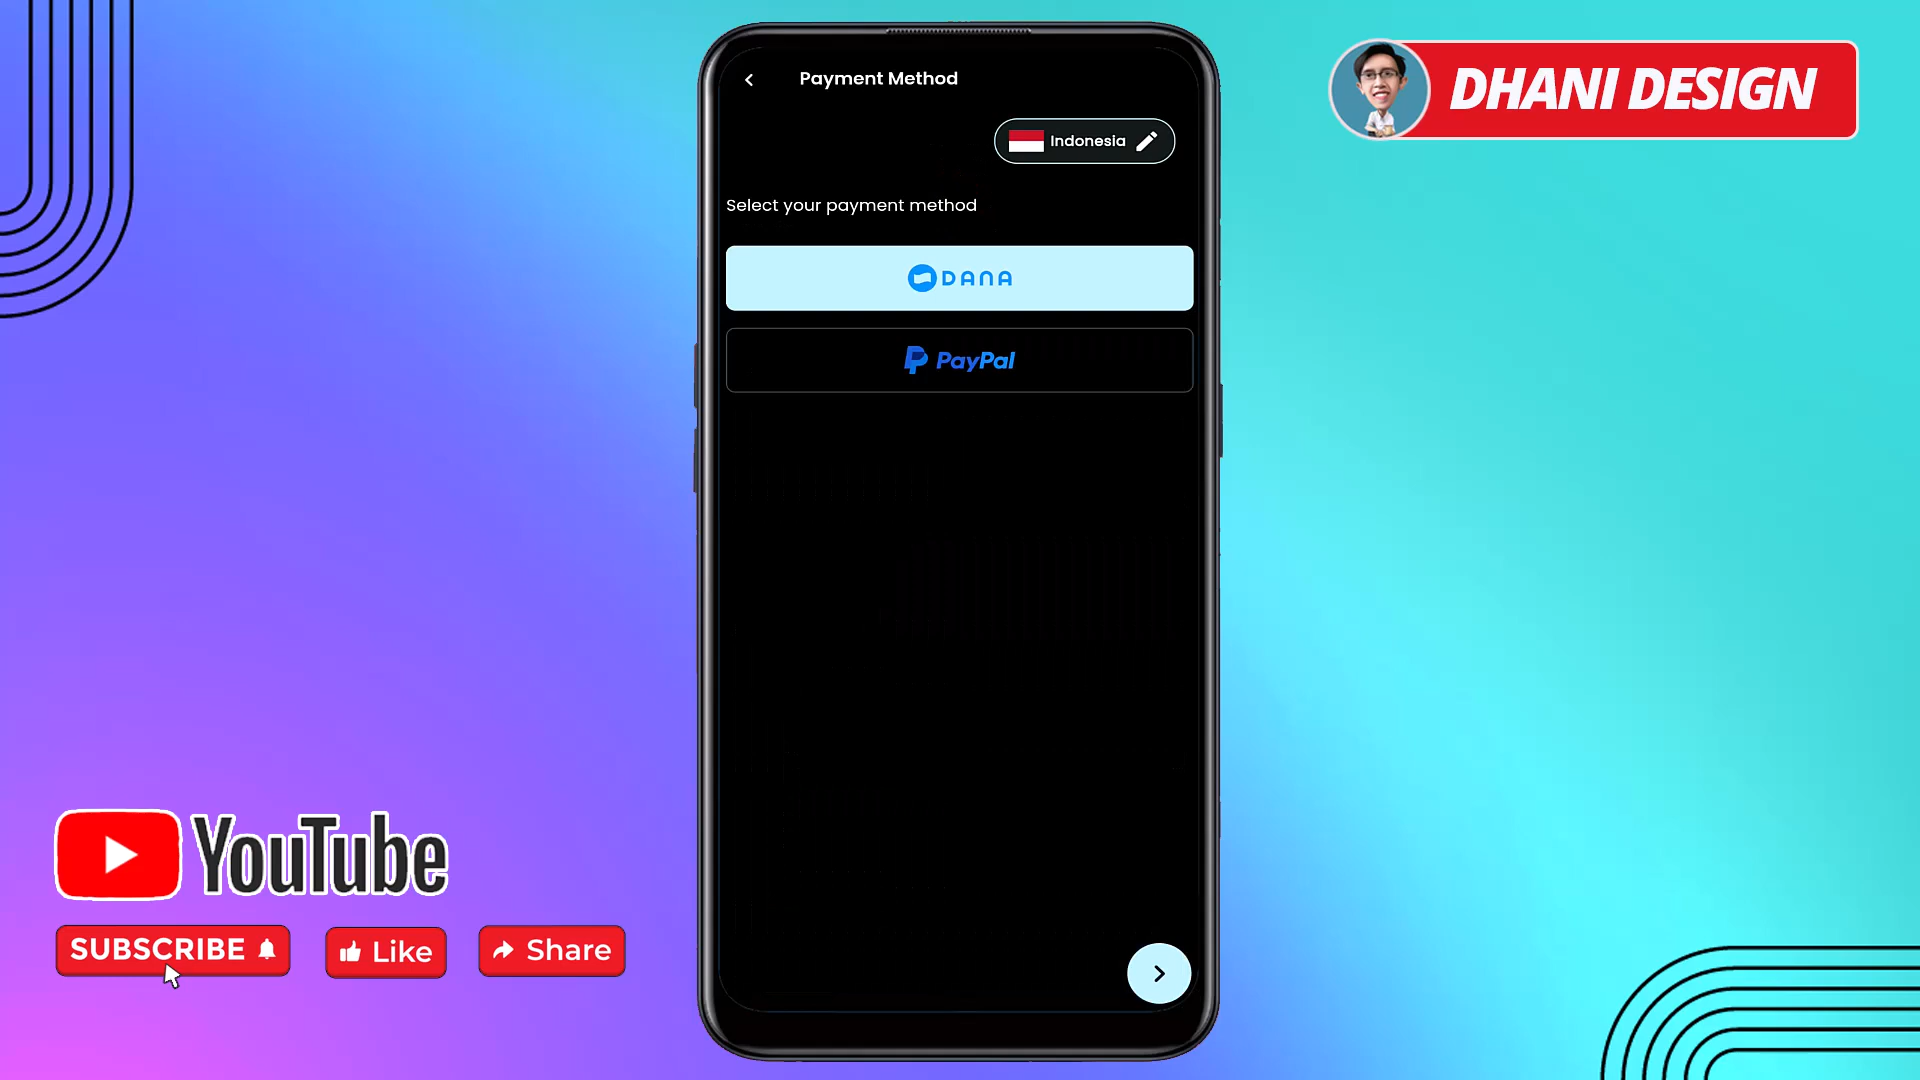 Payment Method
Indonesia
Select your payment method
DANA
PayPal
DHANI DESIGN
YouTube
SUBSCRIBE
Like
Share